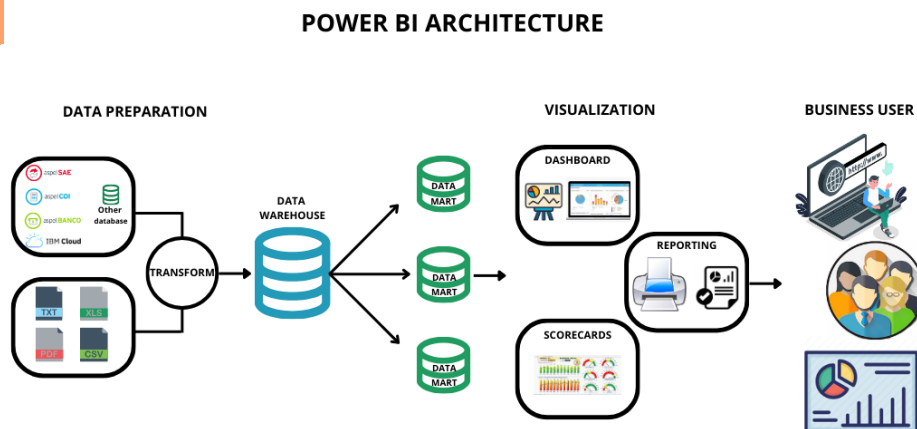 POWER BI ARCHITECTURE
DATA PREPARATION
VISUALIZATION
BUSINESS USER
aspel SAE
aspel COI
aspel BANCO
IBM Cloud
Other
database
TXT
XLS
PDF
CSV
TRANSFORM
DATA
WAREHOUSE
DATA
MART
DATA
MART
DATA
MART
DASHBOARD
REPORTING
SCORECARDS
http://www.